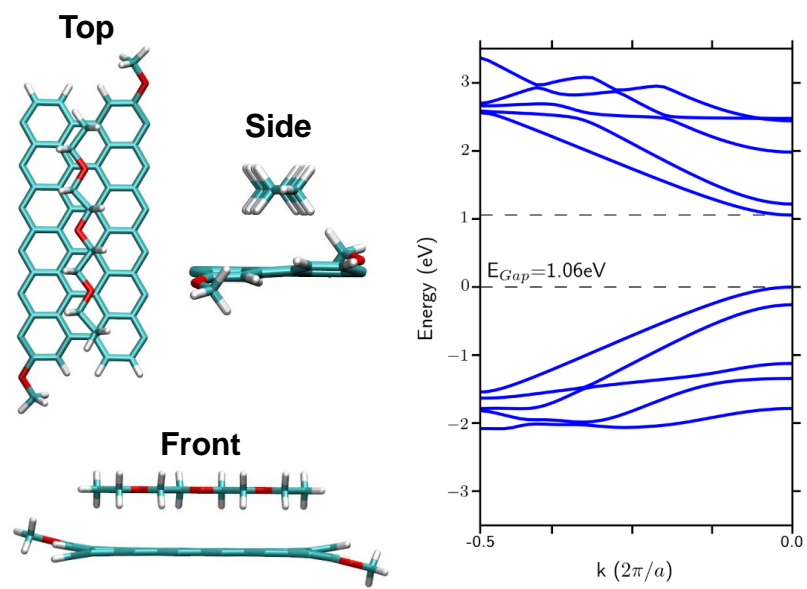 Top
Side
Front
Energy (eV)
3
2
1
0
−1
−2
−3
E_Gap=1.06eV
-0.5
0.0
k (2π/a)